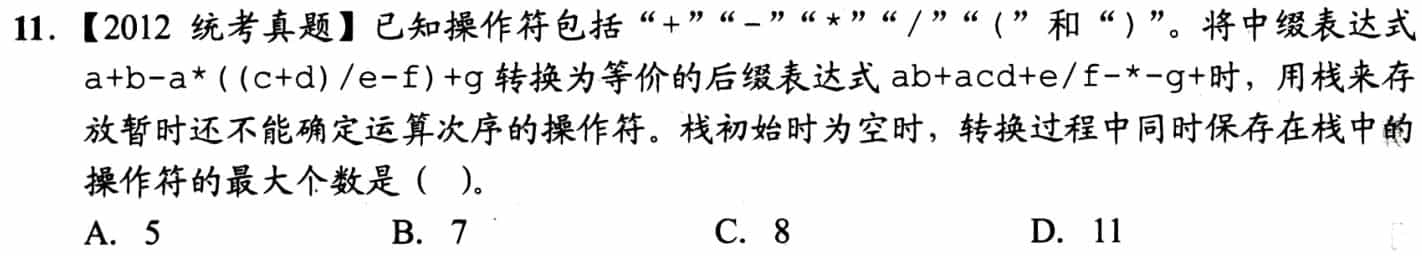 11. 【2012 统考真题】已知操作符包括“+”“-”“*”“/”“(”和“)”。将中缀表达式
a+b-a*((c+d)/e-f)+g 转换为等价的后缀表达式 ab+acd+e/f-*-g+时，用栈来存
放暂时还不能确定运算次序的操作符。栈初始时为空时，转换过程中同时保存在栈中的
操作符的最大个数是（ ）。
A. 5 B. 7 C. 8 D. 11